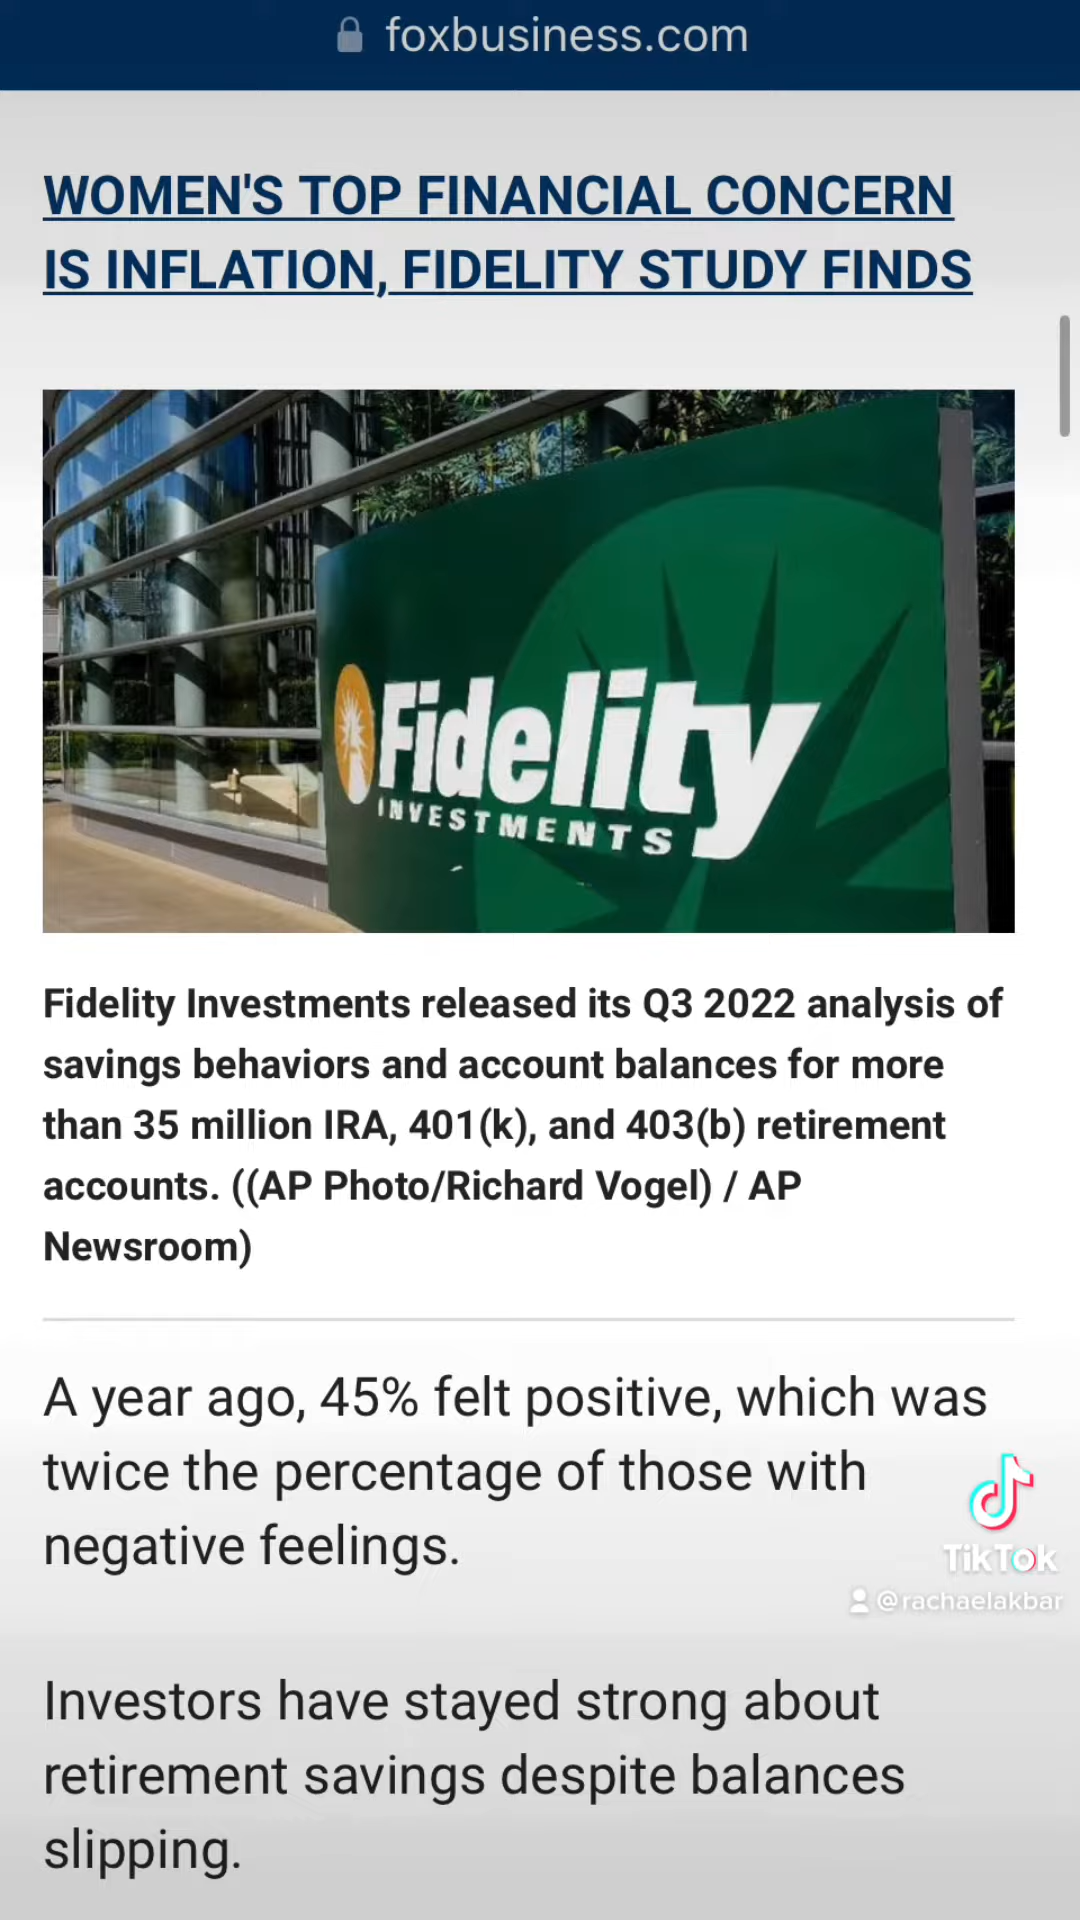 foxbusiness.com
WOMEN'S TOP FINANCIAL CONCERN
IS INFLATION, FIDELITY STUDY FINDS
Fidelity
INVESTMENTS
Fidelity Investments released its Q3 2022 analysis of
savings behaviors and account balances for more
than 35 million IRA, 401(k), and 403(b) retirement
accounts. ((AP Photo/Richard Vogel) / AP
Newsroom)
A year ago, 45% felt positive, which was
twice the percentage of those with
negative feelings.
TikTok
@rachaelakbar
Investors have stayed strong about
retirement savings despite balances
slipping.